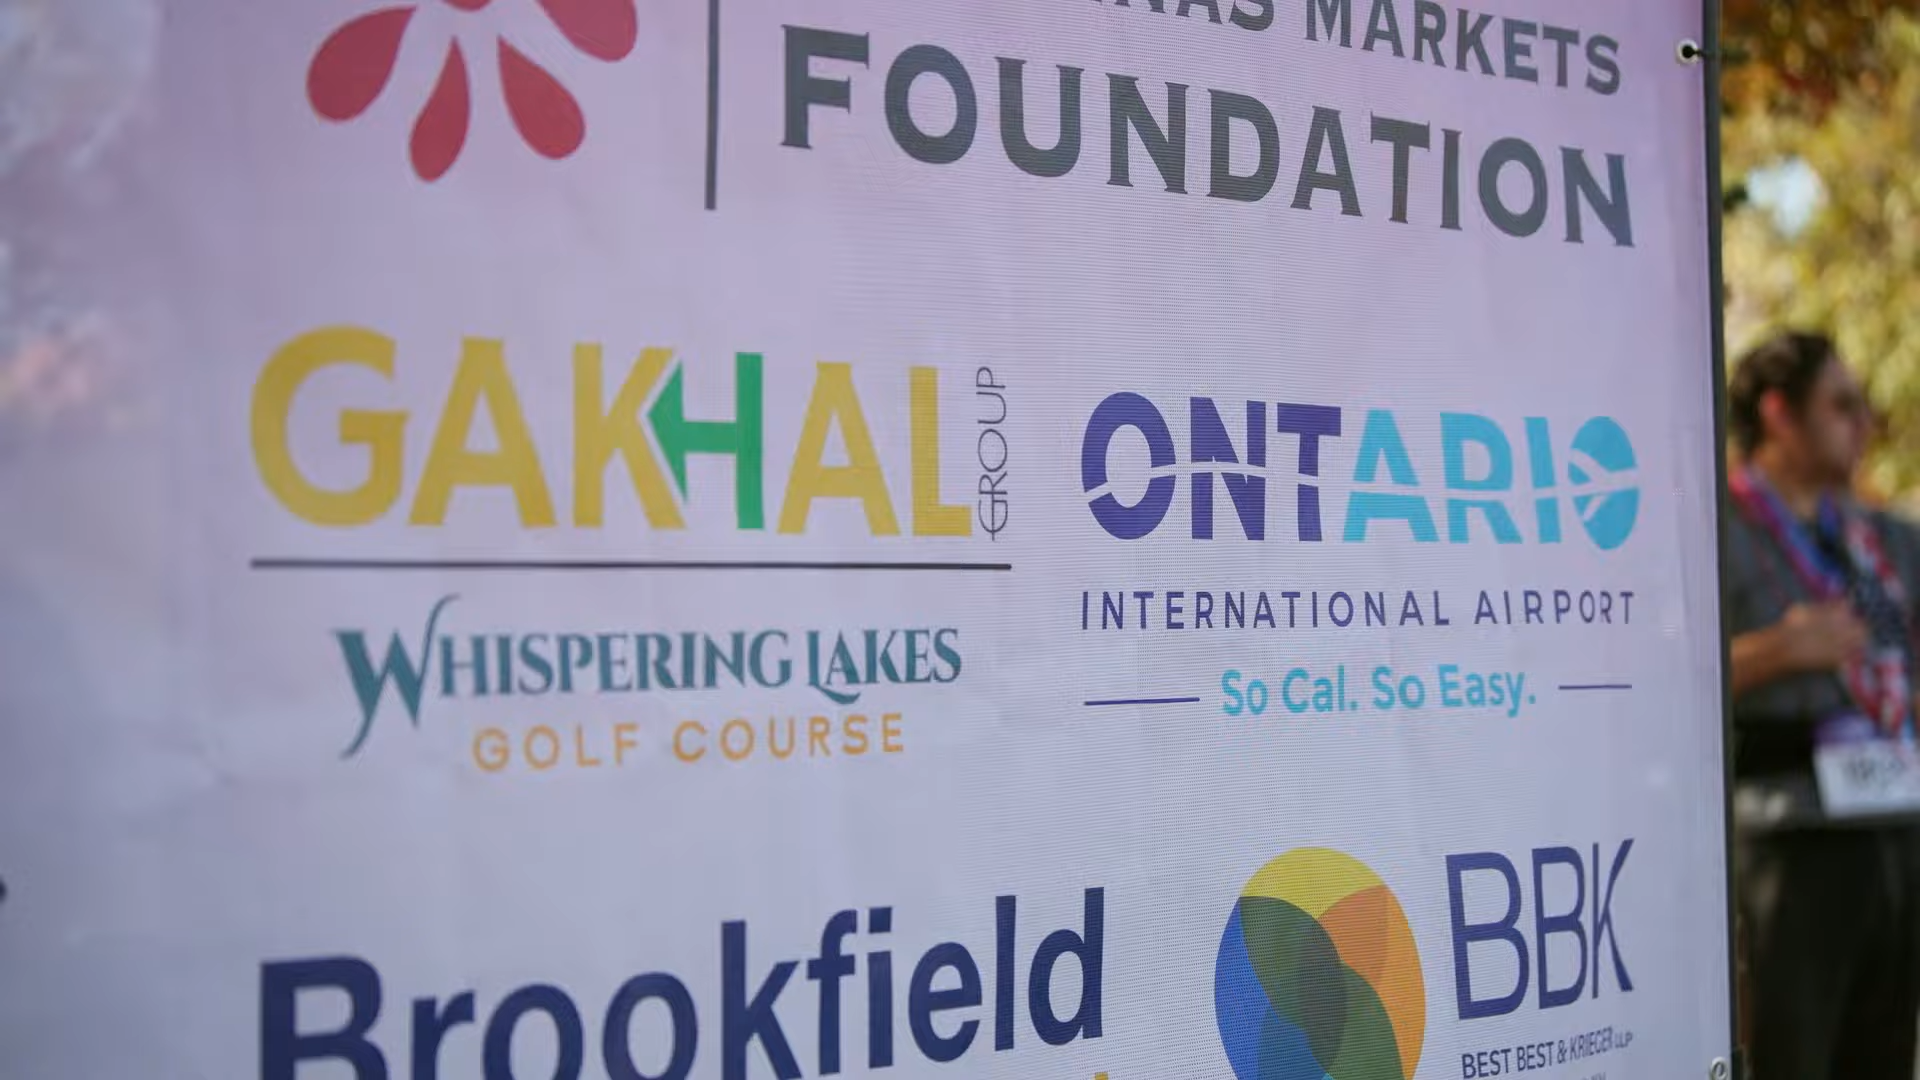 MARKETS
FOUNDATION
GAKHAL GROUP
WHISPERING LAKES
GOLF COURSE
ONTARIO
INTERNATIONAL AIRPORT
So Cal. So Easy.
Brookfield
BBK
BEST BEST & KRIEGER LLP